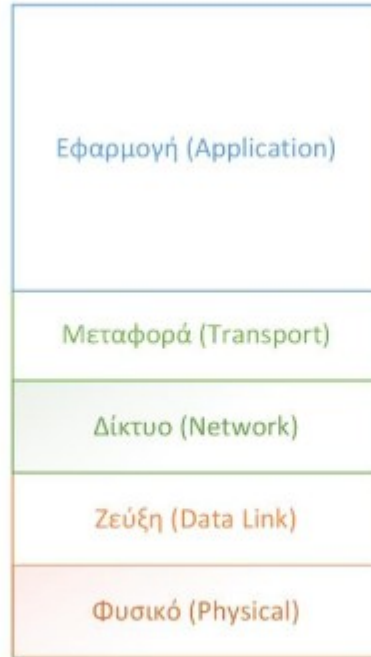 Εφαρμογή (Application)
Μεταφορά (Transport)
Δίκτυο (Network)
Ζεύξη (Data Link)
Φυσικό (Physical)